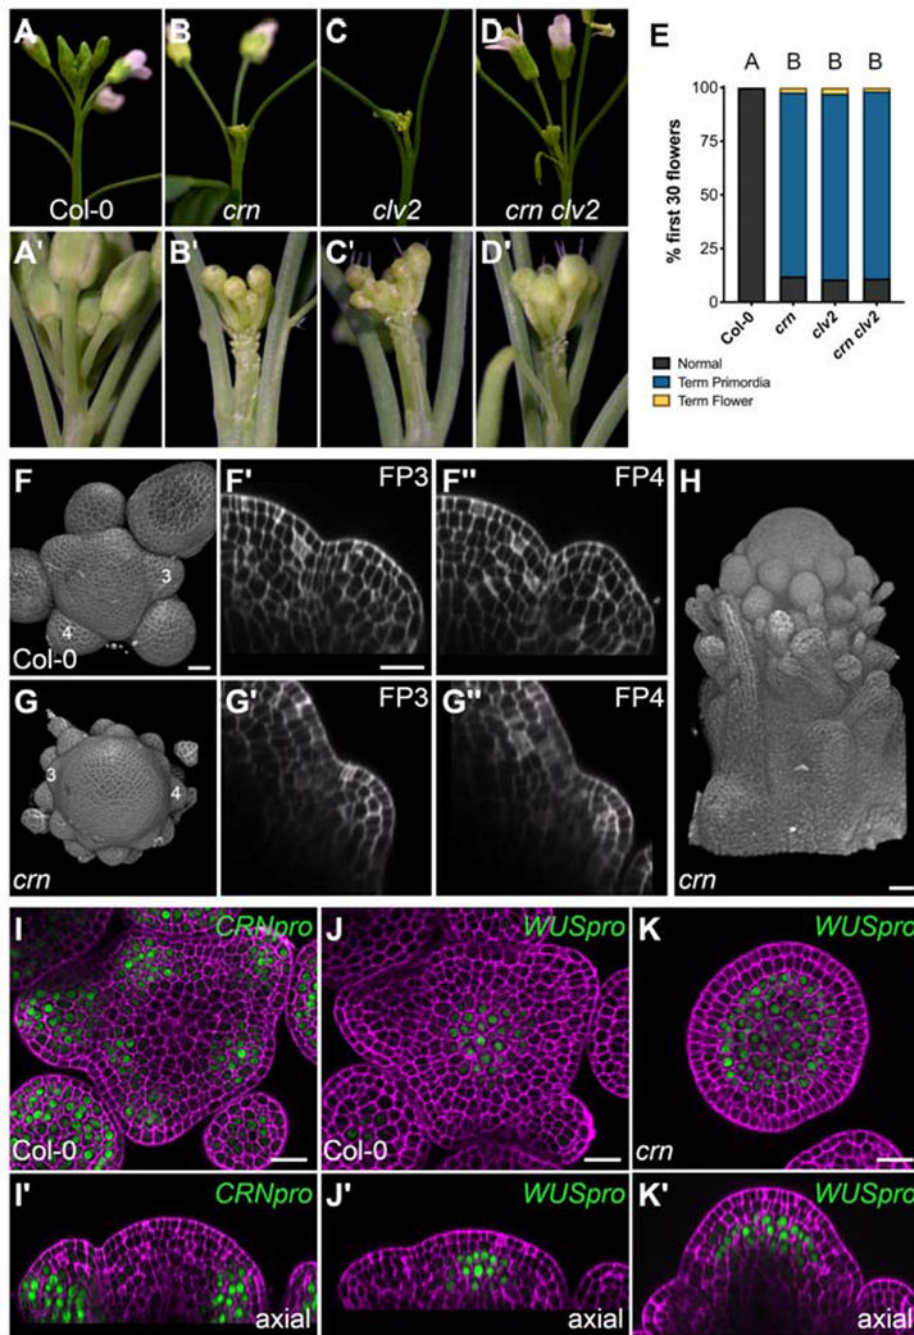 A
B
C
D
Col-0
crn
clv2
crn clv2
A'
B'
C'
D'
E
A B B B
% first 30 flowers
100
75
50
25
0
Col-0
crn
clv2
crn clv2
Normal
Term Primordia
Term Flower
F
3
4
Col-0
F'
FP3
F''
FP4
G
3
4
crn
G'
FP3
G''
FP4
H
crn
I
CRNpro
J
WUSpro
K
WUSpro
Col-0
Col-0
crn
I'
CRNpro
J'
WUSpro
K'
WUSpro
axial
axial
axial